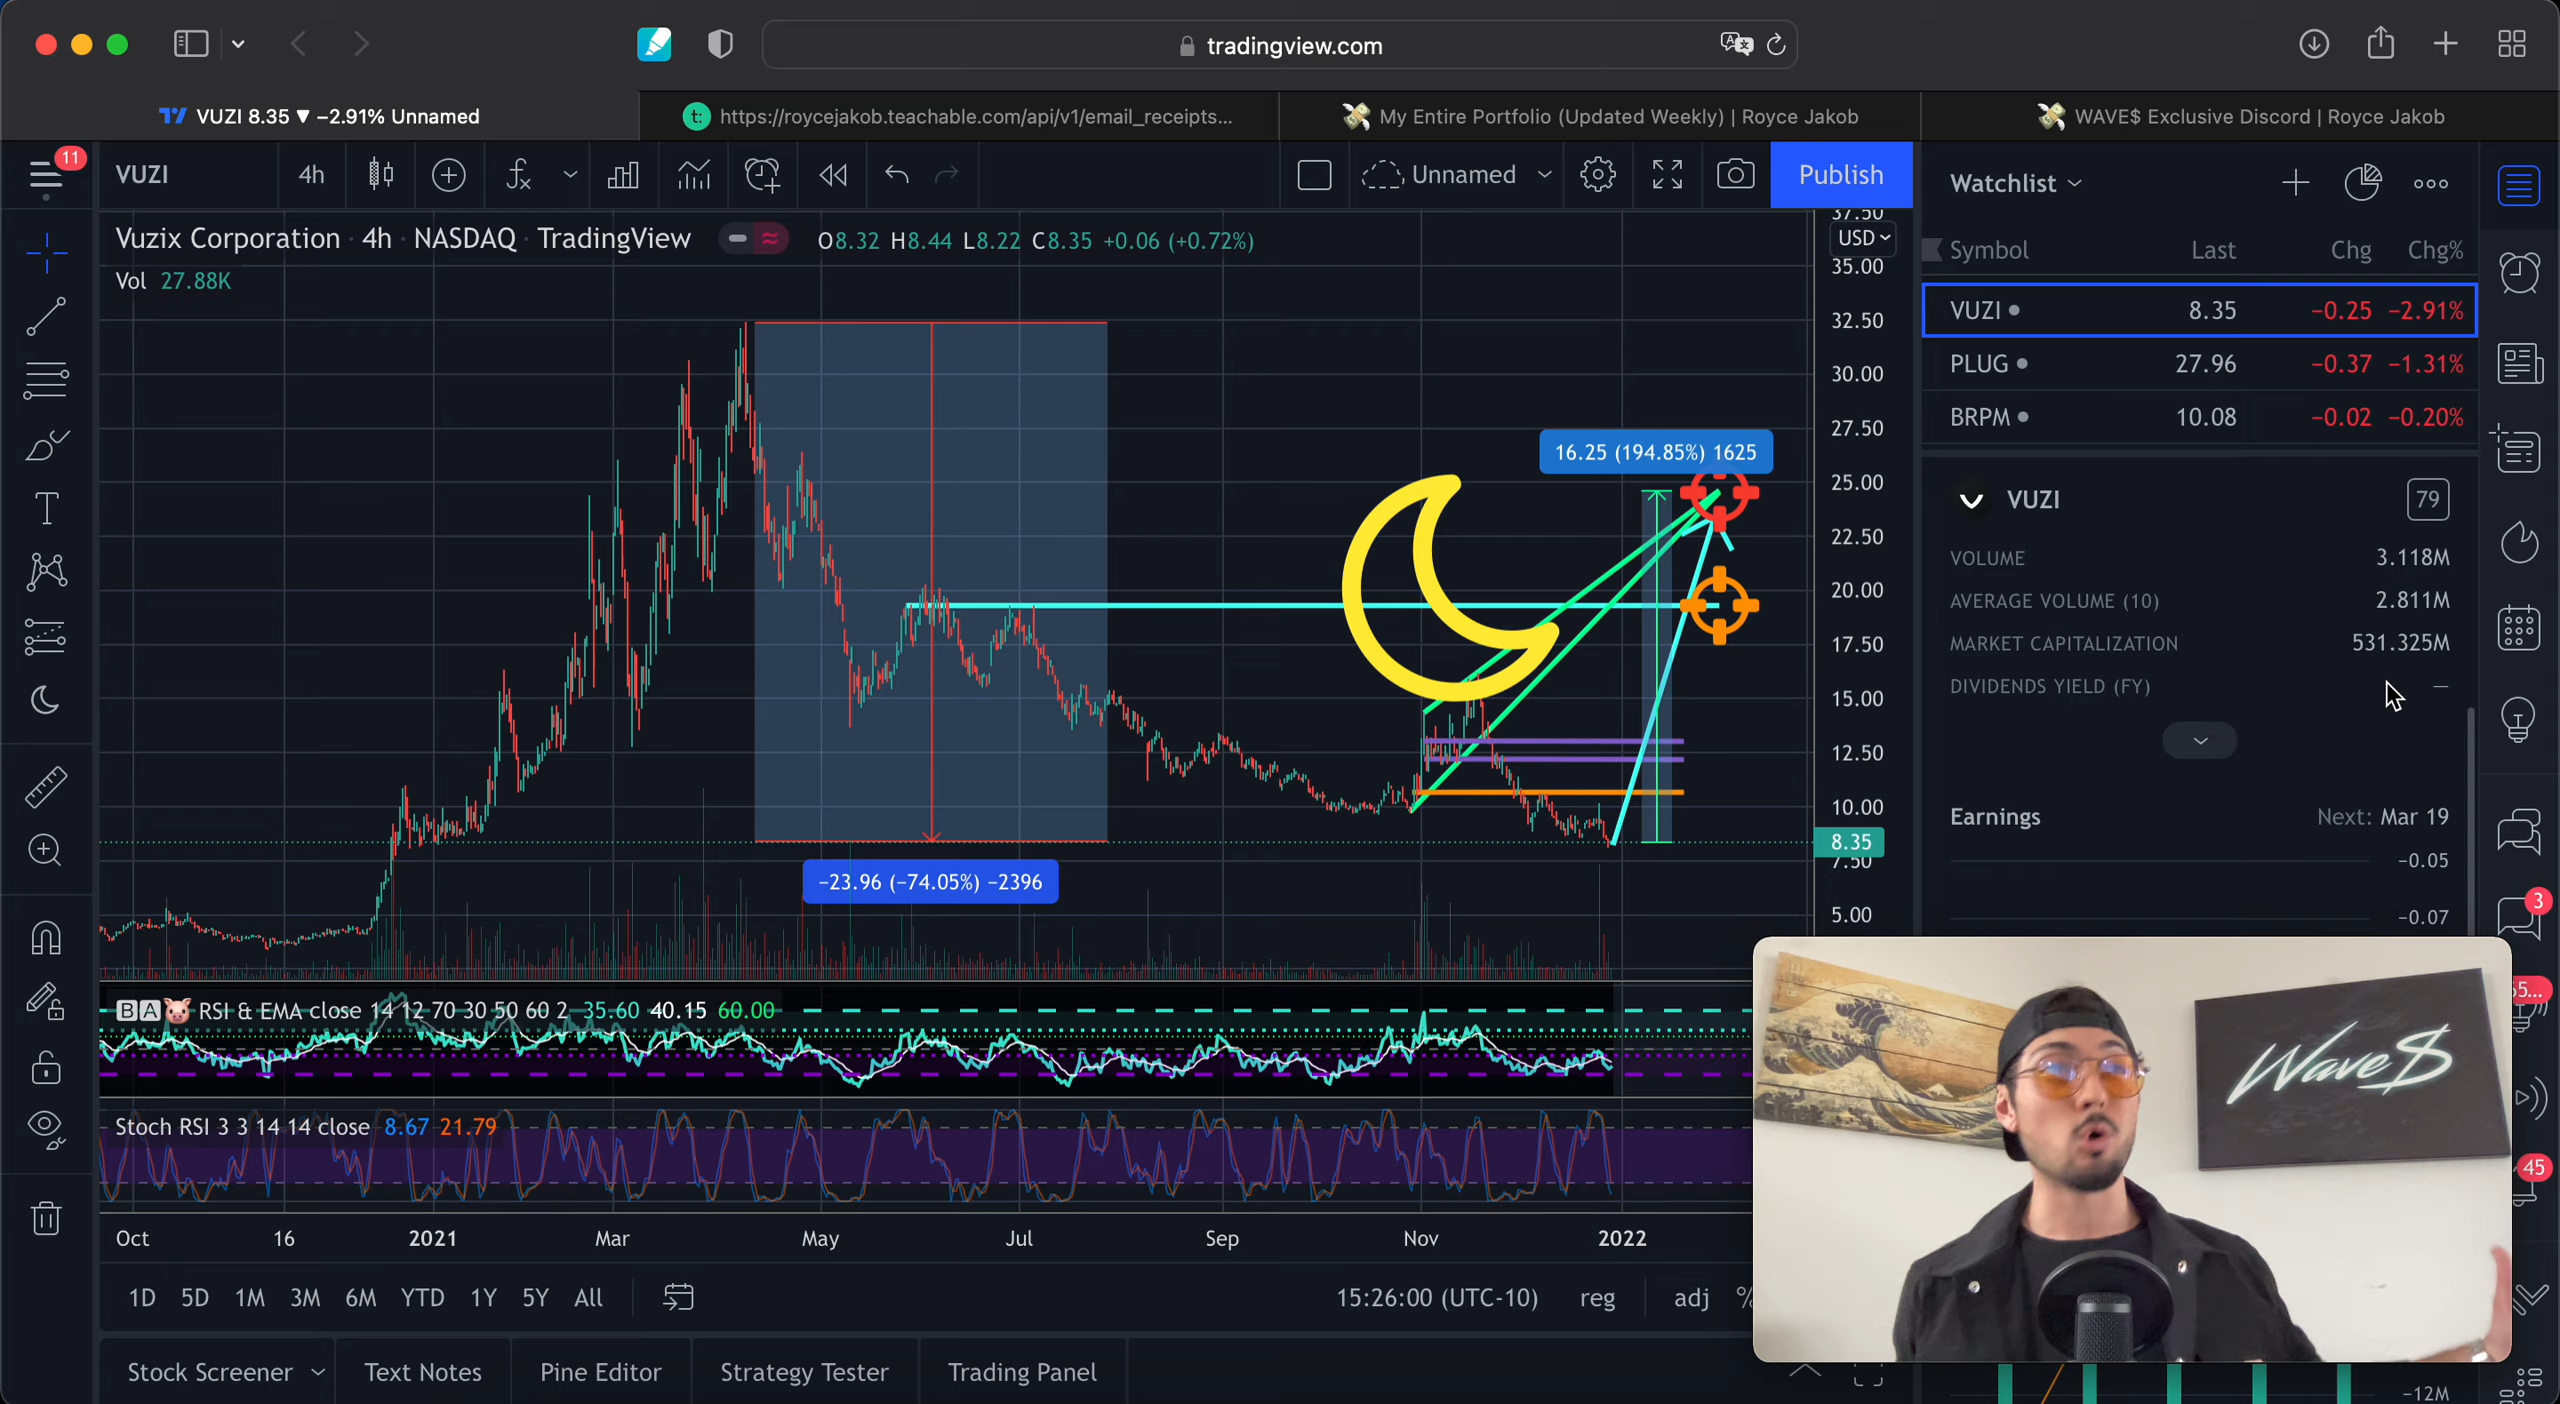 tradingview.com
VUZI 8.35 ▼ −2.91% Unnamed
t: https://roycejakob.teachable.com/api/v1/email_receipts...
My Entire Portfolio (Updated Weekly) | Royce Jakob
WAVE$ Exclusive Discord | Royce Jakob
11
VUZI
4h
Unnamed
Publish
Vuzix Corporation · 4h · NASDAQ · TradingView
O8.32 H8.44 L8.22 C8.35 +0.06 (+0.72%)
Vol 27.88K
37.50
USD
35.00
32.50
30.00
27.50
25.00
22.50
20.00
17.50
15.00
12.50
10.00
8.35
7.50
5.00
16.25 (194.85%) 1625
−23.96 (−74.05%) −2396
RSI & EMA close 14 12 70 30 50 60 2 35.60 40.15 60.00
Stoch RSI 3 3 14 14 close 8.67 21.79
Oct 16 2021 Mar May Jul Sep Nov 2022
1D 5D 1M 3M 6M YTD 1Y 5Y All
15:26:00 (UTC-10) reg adj %
Stock Screener
Text Notes
Pine Editor
Strategy Tester
Trading Panel
Watchlist
Symbol Last Chg Chg%
VUZI 8.35 −0.25 −2.91%
PLUG 27.96 −0.37 −1.31%
BRPM 10.08 −0.02 −0.20%
VUZI 79
VOLUME 3.118M
AVERAGE VOLUME (10) 2.811M
MARKET CAPITALIZATION 531.325M
DIVIDENDS YIELD (FY) —
Earnings Next: Mar 19
−0.05
−0.07
3
45
Wave$
−12M